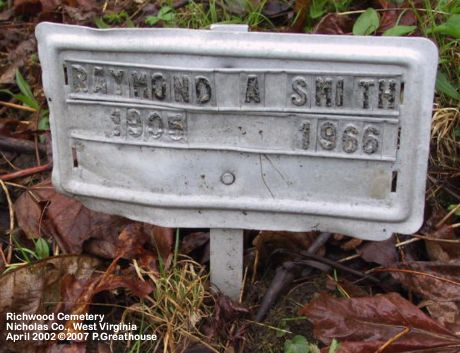 RAYMOND A SMITH
1905 1966
Richwood Cemetery
Nicholas Co., West Virginia
April 2002 ©2007 P.Greathouse